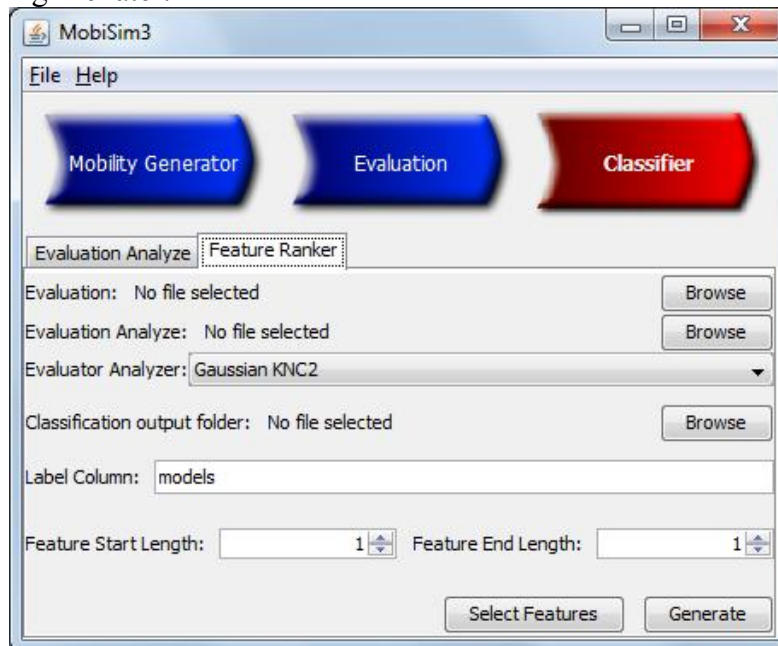 MobiSim3
File Help
Mobility Generator Evaluation Classifier
Evaluation Analyze Feature Ranker
Evaluation: No file selected Browse
Evaluation Analyze: No file selected Browse
Evaluator Analyzer: Gaussian KNC2
Classification output folder: No file selected Browse
Label Column: models
Feature Start Length: 1 Feature End Length: 1
Select Features Generate